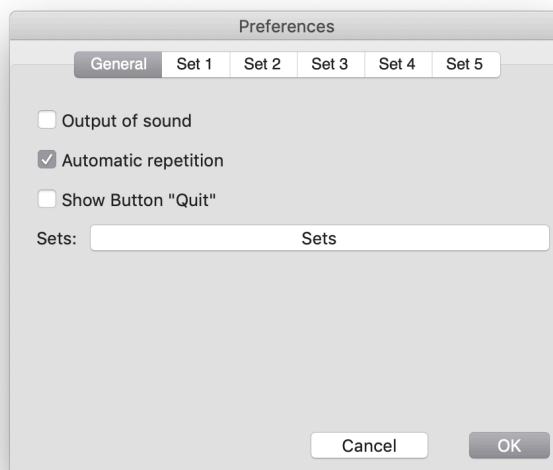 Preferences
General Set 1 Set 2 Set 3 Set 4 Set 5
Output of sound
Automatic repetition
Show Button "Quit"
Sets: Sets
Cancel OK